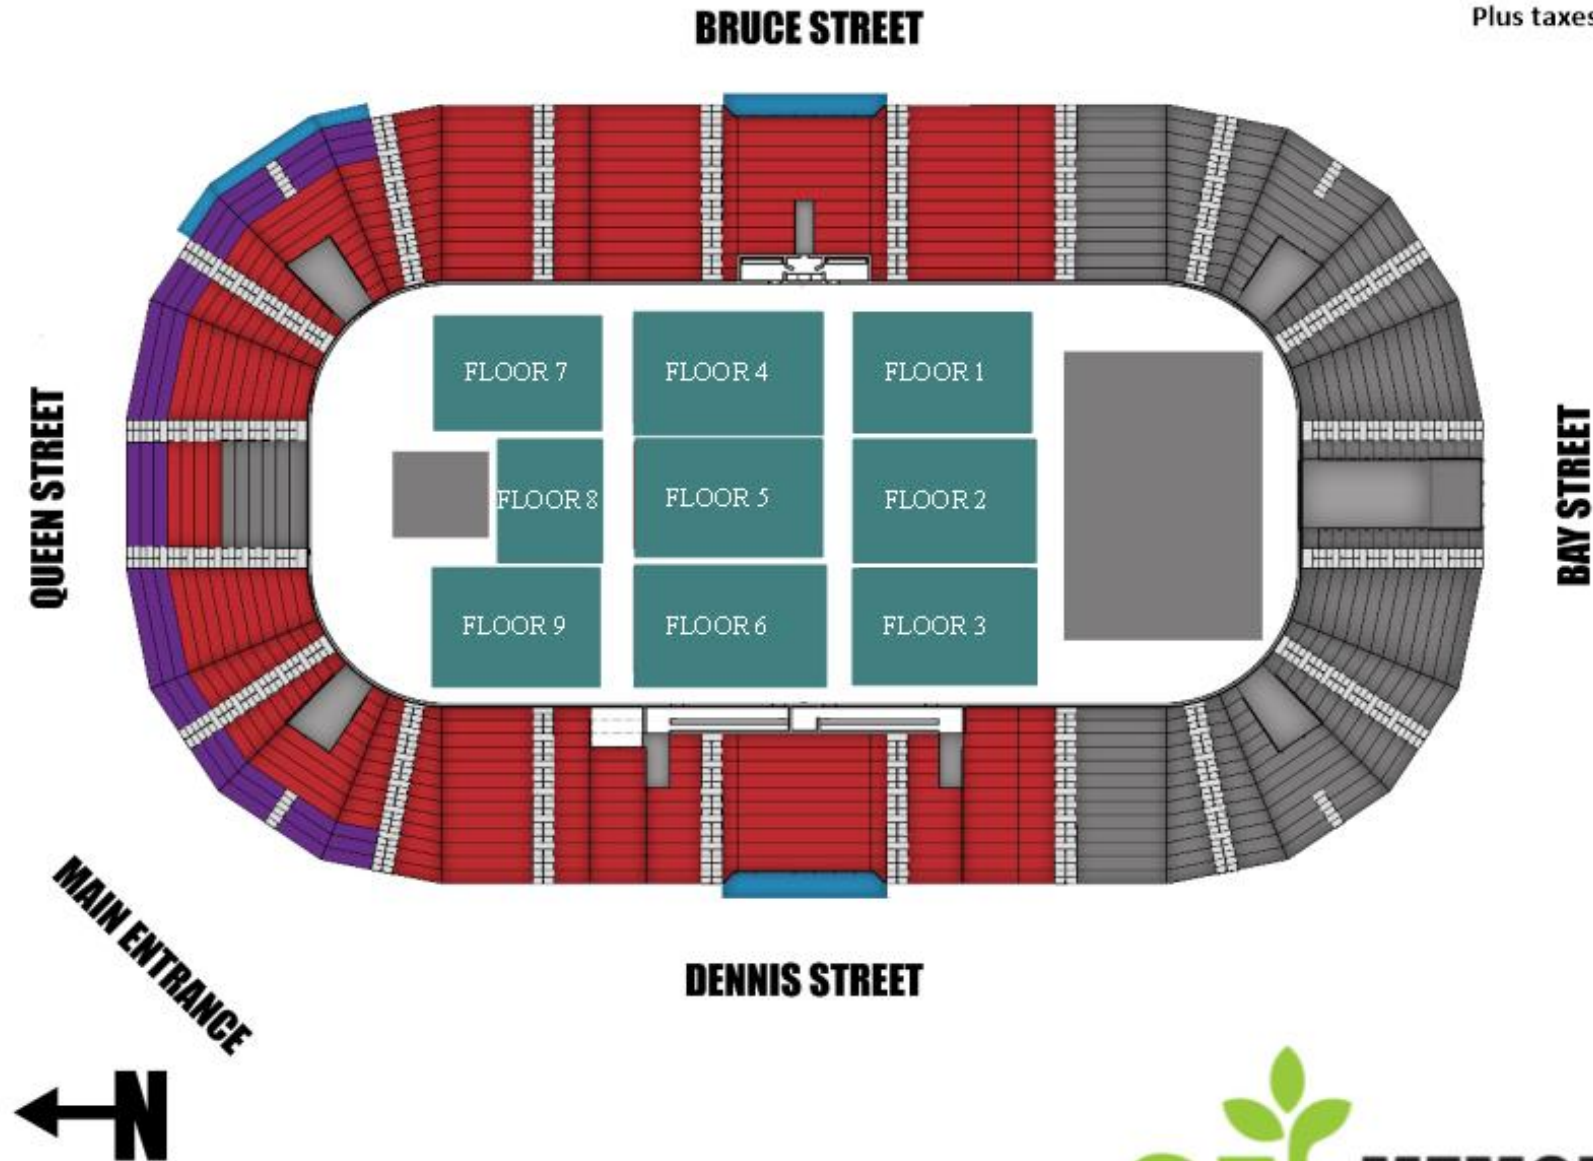 BRUCE STREET
Plus taxes
FLOOR 7
FLOOR 4
FLOOR 1
FLOOR 8
FLOOR 5
FLOOR 2
FLOOR 9
FLOOR 6
FLOOR 3
QUEEN STREET
BAY STREET
MAIN ENTRANCE
DENNIS STREET
N